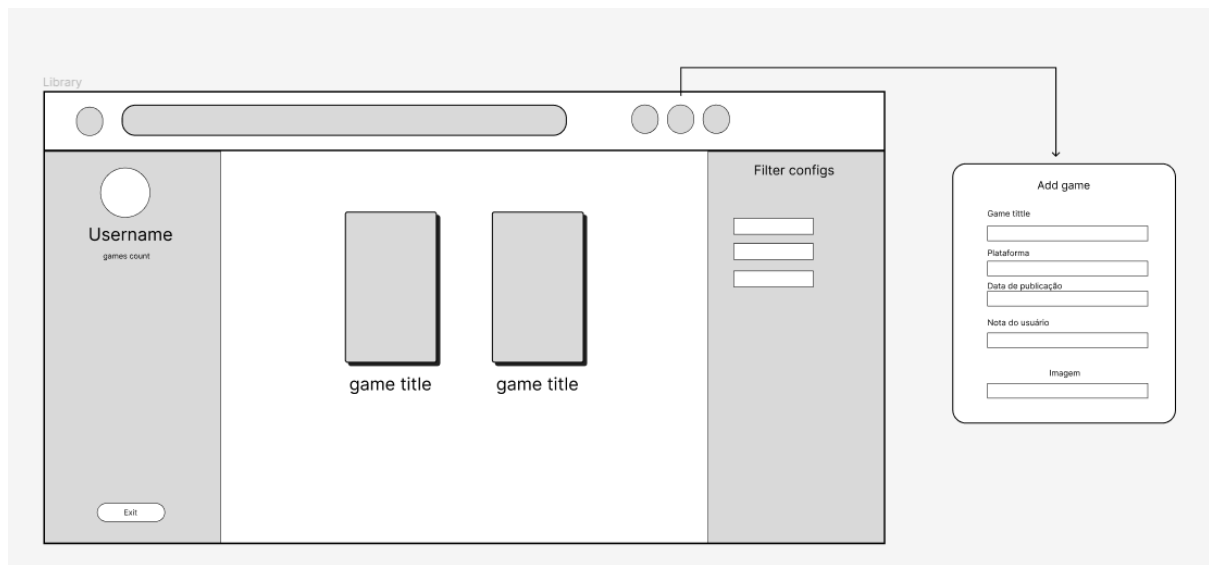 Library
Username
games count
Exit
game title
game title
Filter configs
Add game
Game tittle
Plataforma
Data de publicação
Nota do usuário
Imagem